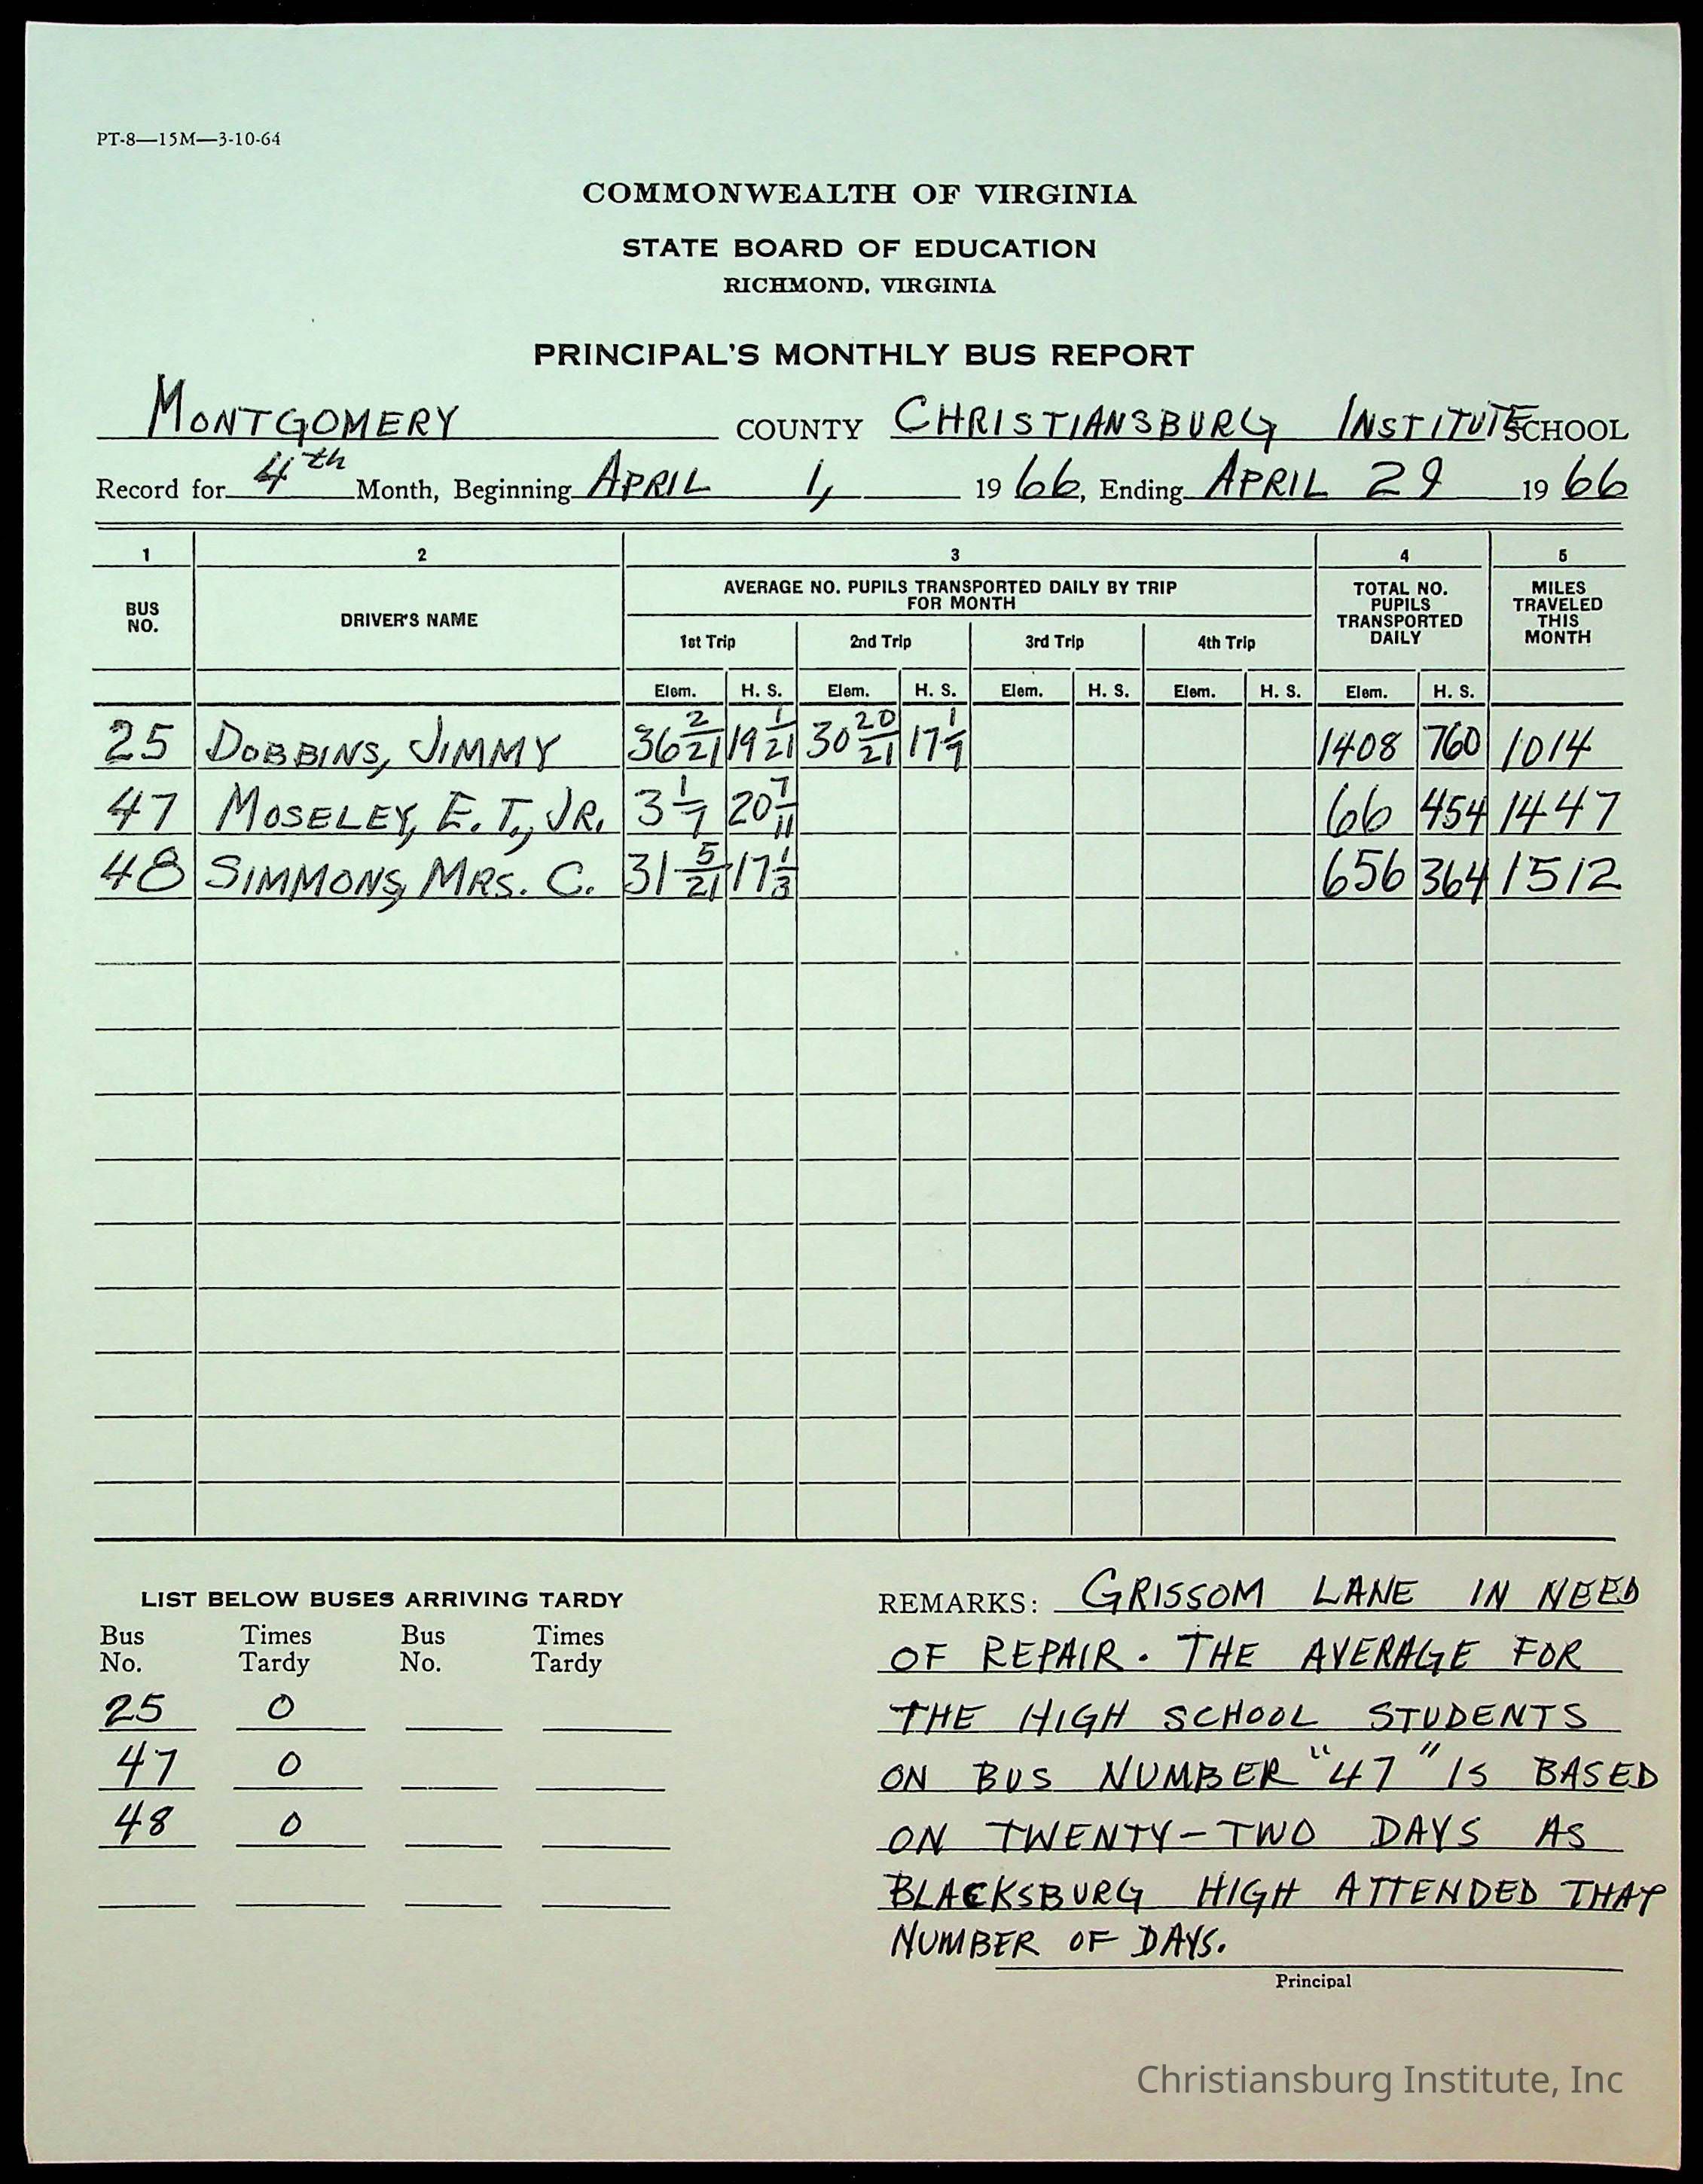 PT-8—15M—3-10-64
COMMONWEALTH OF VIRGINIA
STATE BOARD OF EDUCATION
RICHMOND, VIRGINIA
PRINCIPAL'S MONTHLY BUS REPORT
MONTGOMERY COUNTY CHRISTIANSBURG INSTITUTE SCHOOL
Record for 4th Month, Beginning APRIL 1, 1966, Ending APRIL 29 1966
1 2 3 4 5
BUS NO. DRIVER'S NAME AVERAGE NO. PUPILS TRANSPORTED DAILY BY TRIP FOR MONTH TOTAL NO. PUPILS TRANSPORTED DAILY MILES TRAVELED THIS MONTH
1st Trip 2nd Trip 3rd Trip 4th Trip
Elem. H. S. Elem. H. S. Elem. H. S. Elem. H. S. Elem. H. S.
25 DOBBINS, JIMMY 36 2/21 19 1/21 30 20/21 17 1/7 1408 760 1014
47 MOSELEY, E. T., JR. 3 1/7 20 7/11 66 454 1447
48 SIMMONS, MRS. C. 31 5/21 17 1/3 656 364 1512
LIST BELOW BUSES ARRIVING TARDY
Bus No. Times Tardy Bus No. Times Tardy
25 0
47 0
48 0
REMARKS: GRISSOM LANE IN NEED
OF REPAIR. THE AVERAGE FOR
THE HIGH SCHOOL STUDENTS
ON BUS NUMBER "47" IS BASED
ON TWENTY-TWO DAYS AS
BLACKSBURG HIGH ATTENDED THAT
NUMBER OF DAYS.
Principal
Christiansburg Institute, Inc